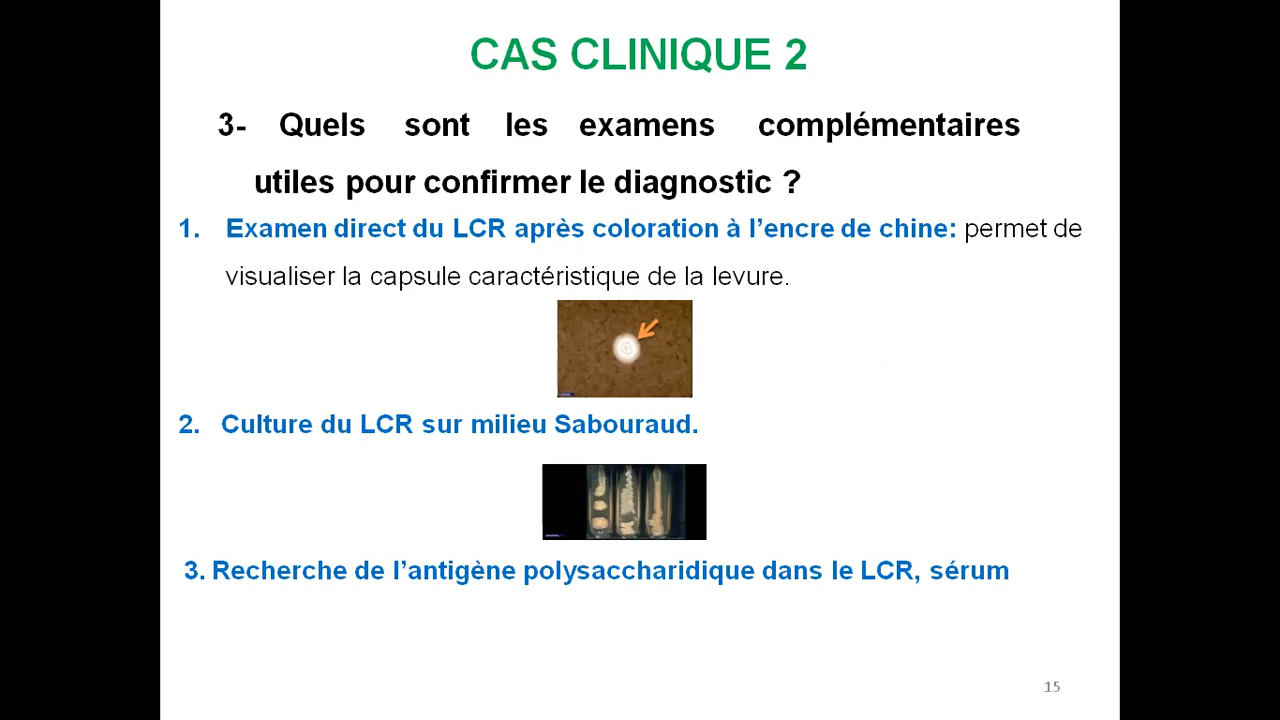 CAS CLINIQUE 2
3- Quels sont les examens complémentaires
utiles pour confirmer le diagnostic ?
1. Examen direct du LCR après coloration à l’encre de chine: permet de
visualiser la capsule caractéristique de la levure.
2. Culture du LCR sur milieu Sabouraud.
3. Recherche de l’antigène polysaccharidique dans le LCR, sérum
15